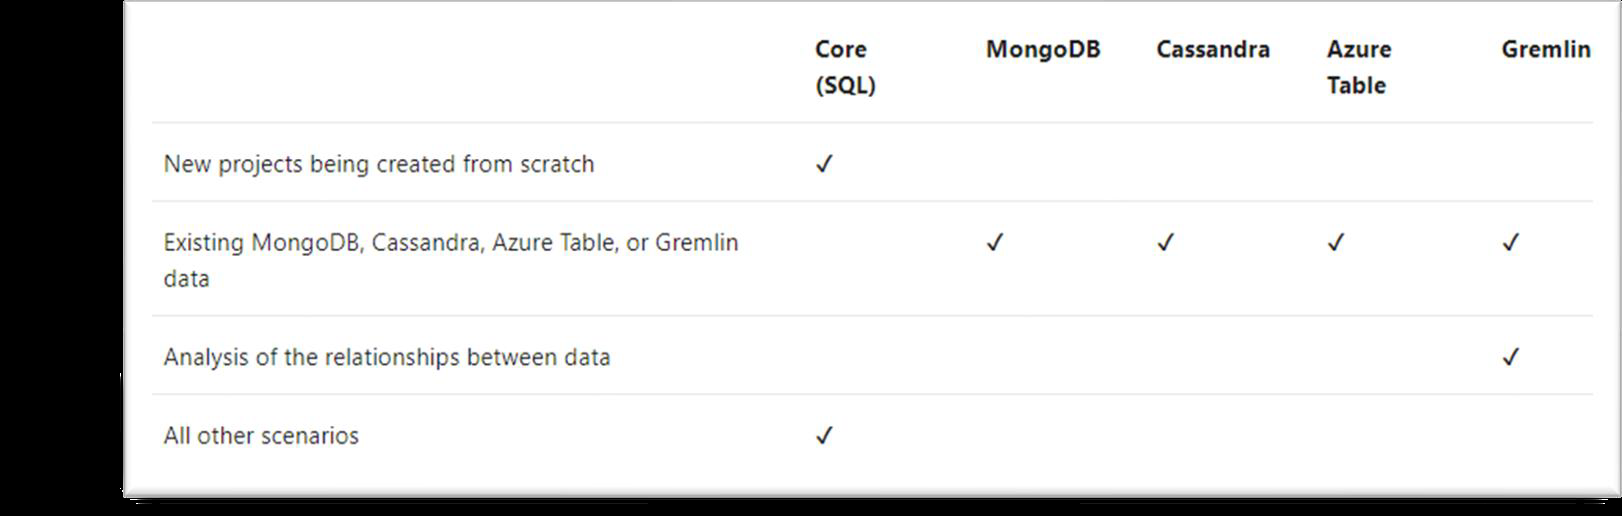 Core MongoDB Cassandra Azure Gremlin
(SQL) Table
New projects being created from scratch ✓
Existing MongoDB, Cassandra, Azure Table, or Gremlin ✓ ✓ ✓ ✓
data
Analysis of the relationships between data ✓
All other scenarios ✓